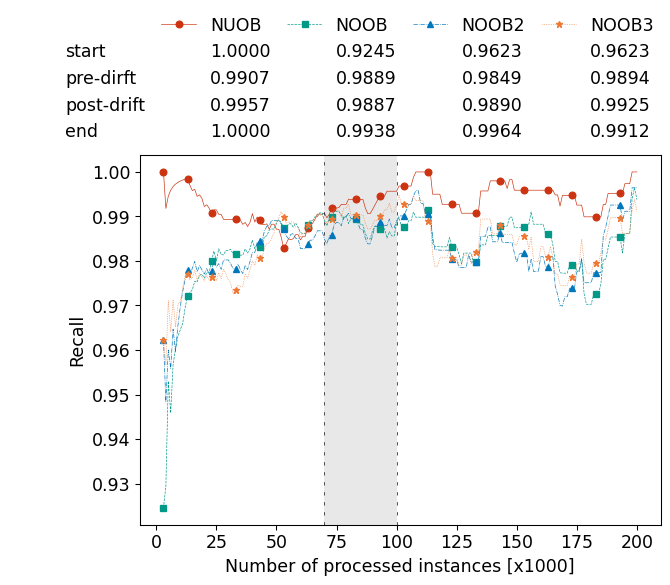 NUOB NOOB NOOB2 NOOB3
start 1.0000 0.9245 0.9623 0.9623
pre-dirft 0.9907 0.9889 0.9849 0.9894
post-drift 0.9957 0.9887 0.9890 0.9925
end 1.0000 0.9938 0.9964 0.9912
1.00
0.99
0.98
0.97
0.96
0.95
0.94
0.93
Recall
0 25 50 75 100 125 150 175 200
Number of processed instances [x1000]